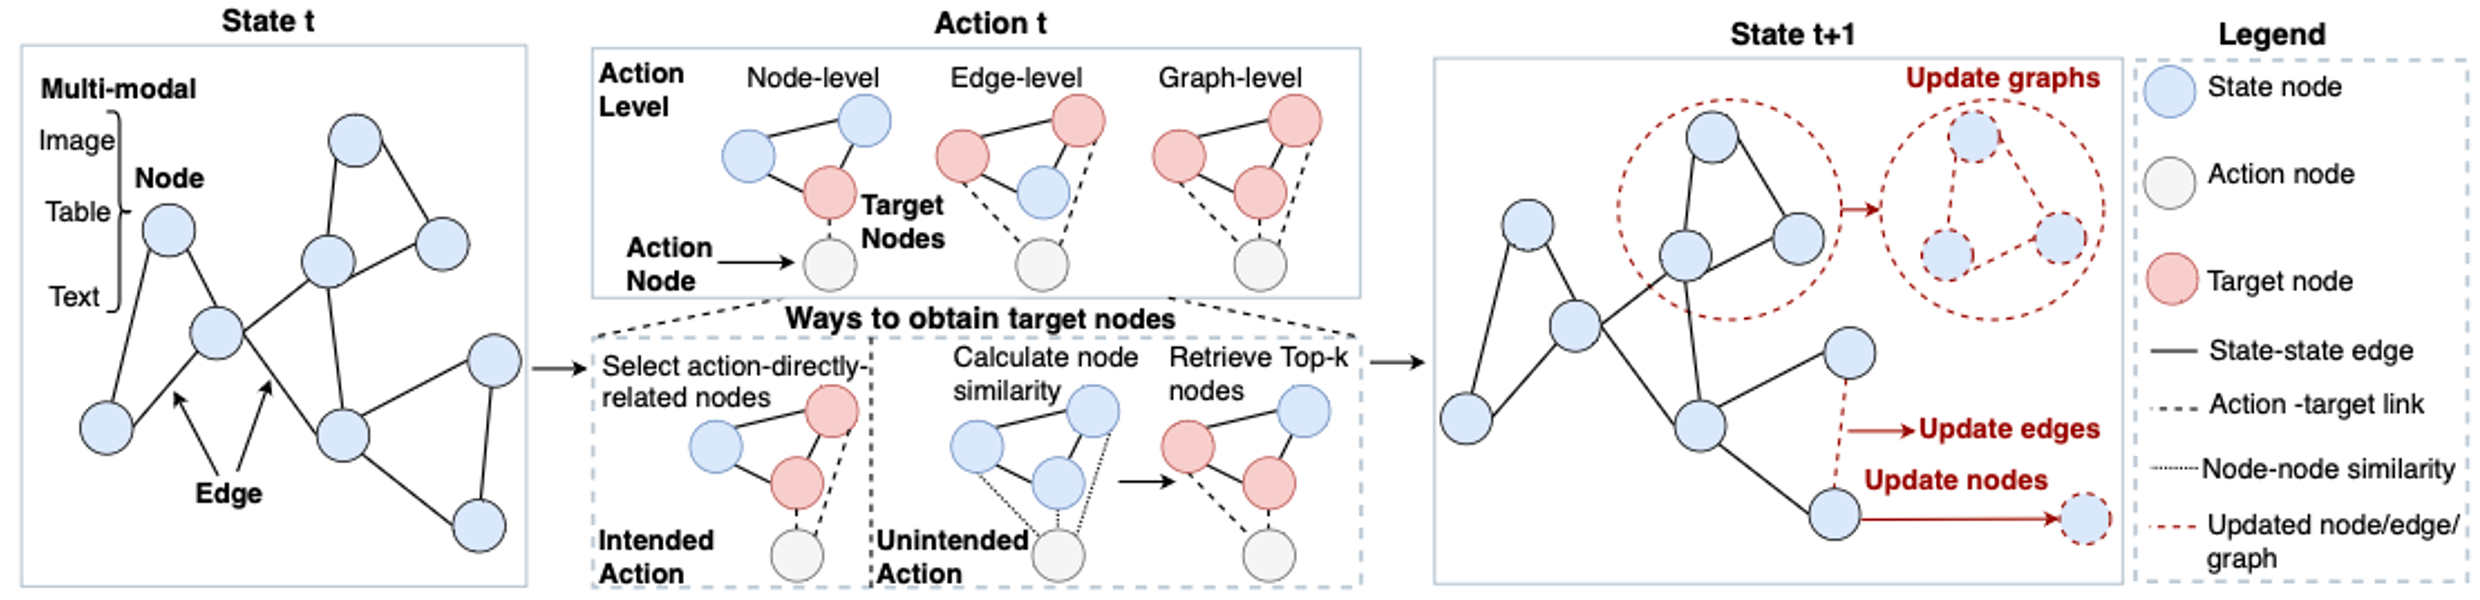 State t
Multi-modal
Image
Table
Text
Node
Edge
Action t
Action
Level
Node-level
Edge-level
Graph-level
Target
Nodes
Action
Node
Ways to obtain target nodes
Select action-directly-
related nodes
Intended
Action
Calculate node
similarity
Retrieve Top-k
nodes
Unintended
Action
State t+1
Update graphs
Update edges
Update nodes
Legend
State node
Action node
Target node
State-state edge
Action -target link
Node-node similarity
Updated node/edge/
graph